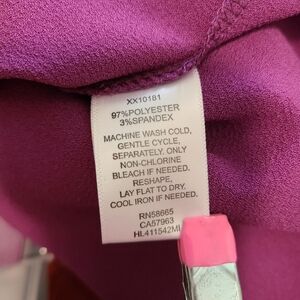 XX10181
97%POLYESTER
3%SPANDEX
MACHINE WASH COLD,
GENTLE CYCLE,
SEPARATELY. ONLY
NON-CHLORINE
BLEACH IF NEEDED.
RESHAPE,
LAY FLAT TO DRY.
COOL IRON IF NEEDED.
RN58665
CA57963
HL411542MI